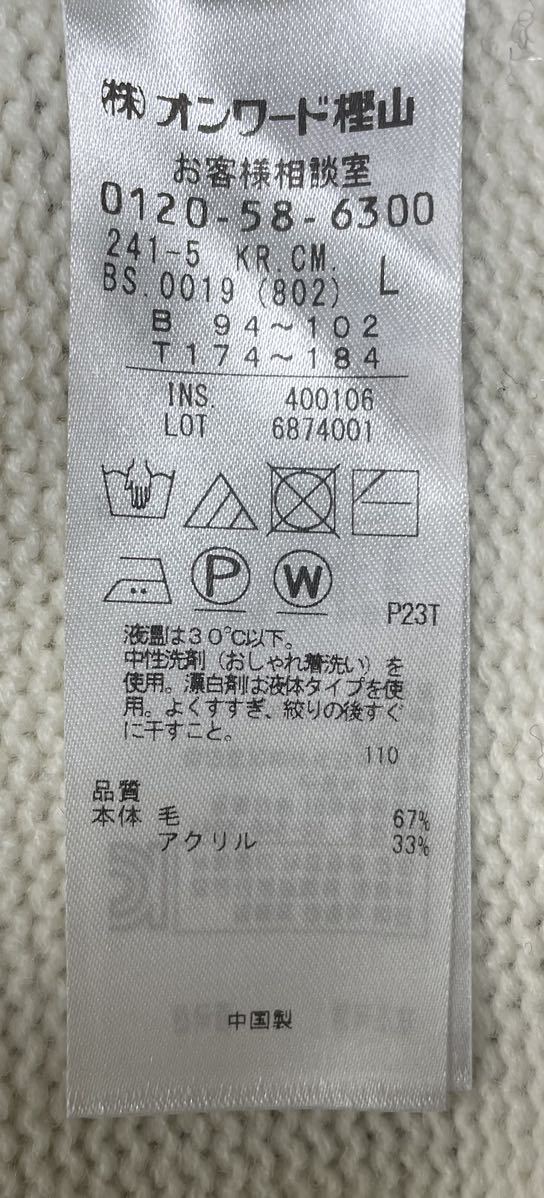 (株)オンワード樫山
お客様相談室
0120-58-6300
241-5 KR.CM.
BS.0019 (802) L
B 94～102
T174～184
INS. 400106
LOT 6874001
P W
P23T
液温は30℃以下。
中性洗剤（おしゃれ着洗い）を
使用。漂白剤は液体タイプを使
用。よくすすぎ、絞りの後すぐ
に干すこと。
110
品質
本体 毛 67%
アクリル 33%
中国製